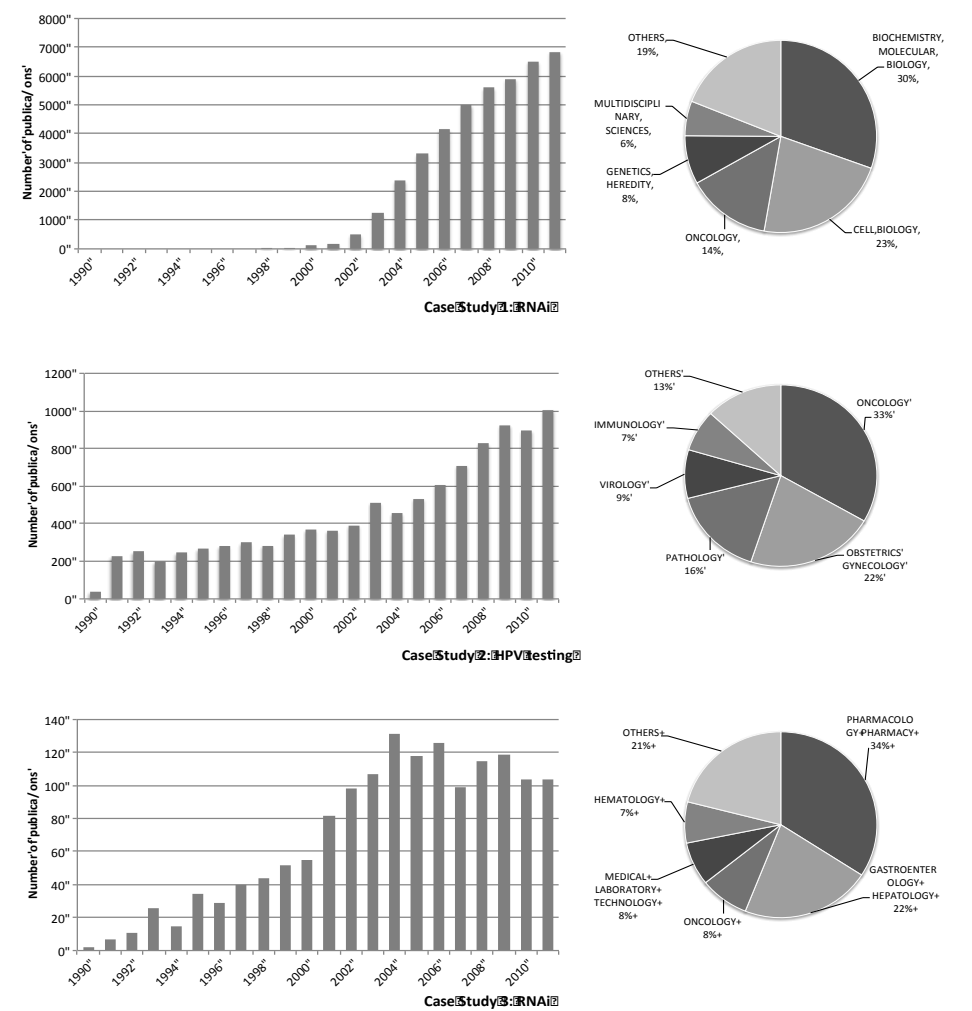 8000"
7000"
6000"
5000"
4000"
3000"
2000"
1000"
0"
Number'of'publica/ ons'
1990"
1992"
1994"
1996"
1998"
2000"
2002"
2004"
2006"
2008"
2010"
OTHERS,
19%,
BIOCHEMISTRY,
MOLECULAR,
BIOLOGY,
30%,
MULTIDISCIPLI
NARY,
SCIENCES,
6%,
GENETICS,
HEREDITY,
8%,
ONCOLOGY,
14%,
CELL,BIOLOGY,
23%,
Case⍰Study⍰1:⍰RNAi⍰
1200"
1000"
800"
600"
400"
200"
0"
Number'of'publica/ ons'
1990"
1992"
1994"
1996"
1998"
2000"
2002"
2004"
2006"
2008"
2010"
OTHERS'
13%'
ONCOLOGY'
33%'
IMMUNOLOGY'
7%'
VIROLOGY'
9%'
PATHOLOGY'
16%'
OBSTETRICS'
GYNECOLOGY'
22%'
Case⍰Study⍰2:⍰HPV⍰testing⍰
140"
120"
100"
80"
60"
40"
20"
0"
Number'of'publica/ ons'
1990"
1992"
1994"
1996"
1998"
2000"
2002"
2004"
2006"
2008"
2010"
OTHERS+
21%+
PHARMACOLO
GY+PHARMACY+
34%+
HEMATOLOGY+
7%+
MEDICAL+
LABORATORY+
TECHNOLOGY+
8%+
ONCOLOGY+
8%+
GASTROENTER
OLOGY+
HEPATOLOGY+
22%+
Case⍰Study⍰3:⍰RNAi⍰